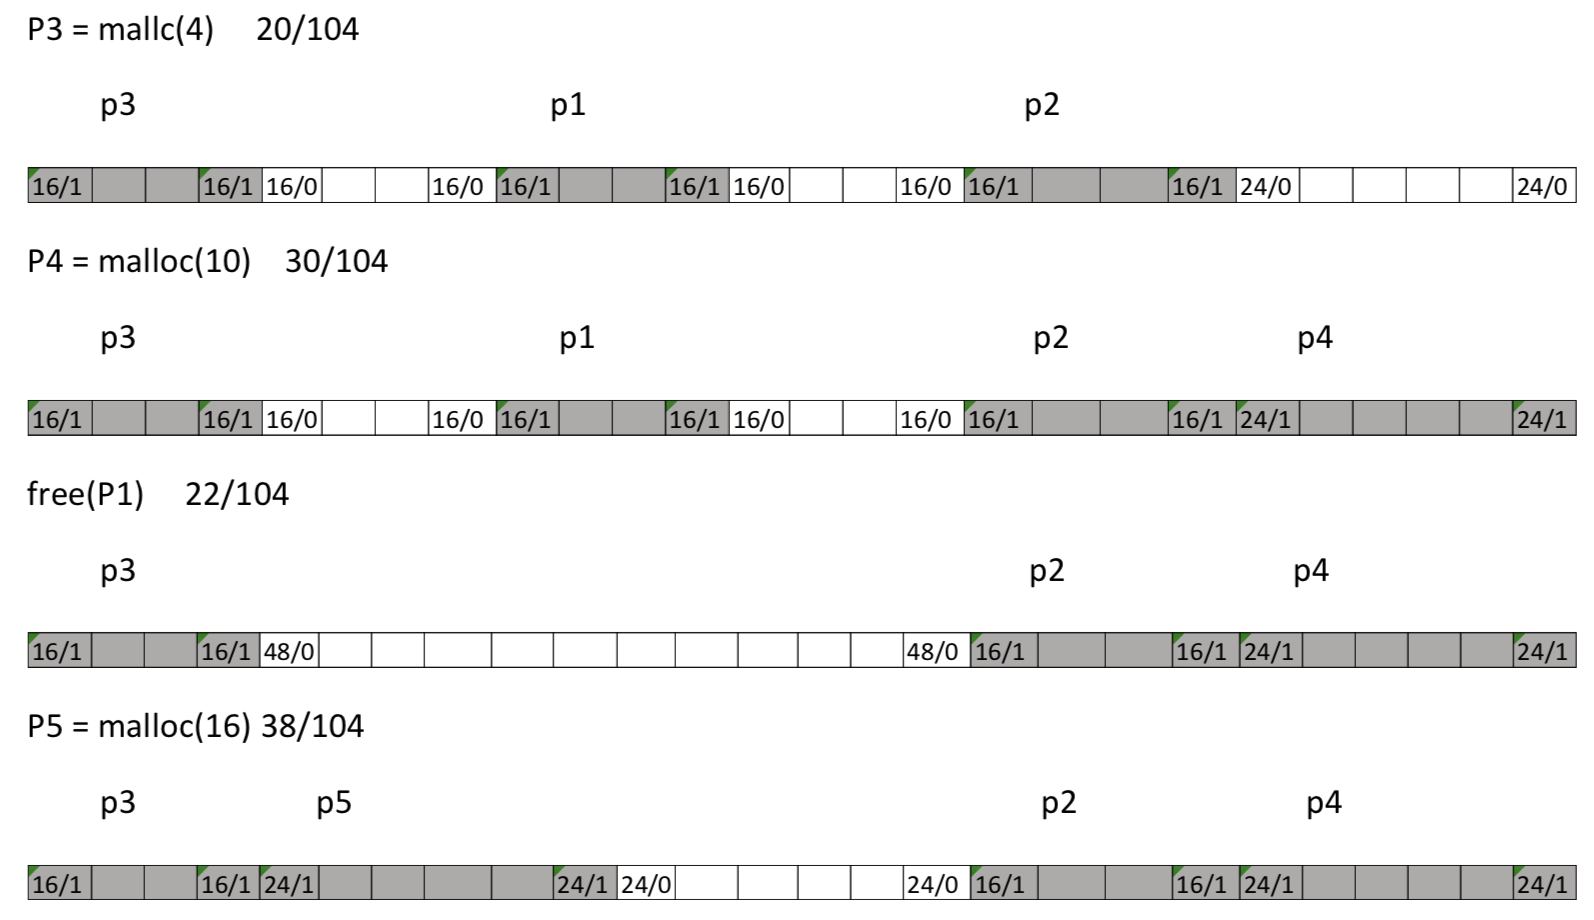 P3 = mallc(4) 20/104
p3 p1 p2
16/1 16/1 16/0 16/0 16/1 16/1 16/0 16/0 16/1 16/1 24/0 24/0
P4 = malloc(10) 30/104
p3 p1 p2 p4
16/1 16/1 16/0 16/0 16/1 16/1 16/0 16/0 16/1 16/1 24/1 24/1
free(P1) 22/104
p3 p2 p4
16/1 16/1 48/0 48/0 16/1 16/1 24/1 24/1
P5 = malloc(16) 38/104
p3 p5 p2 p4
16/1 16/1 24/1 24/1 24/0 24/0 16/1 16/1 24/1 24/1